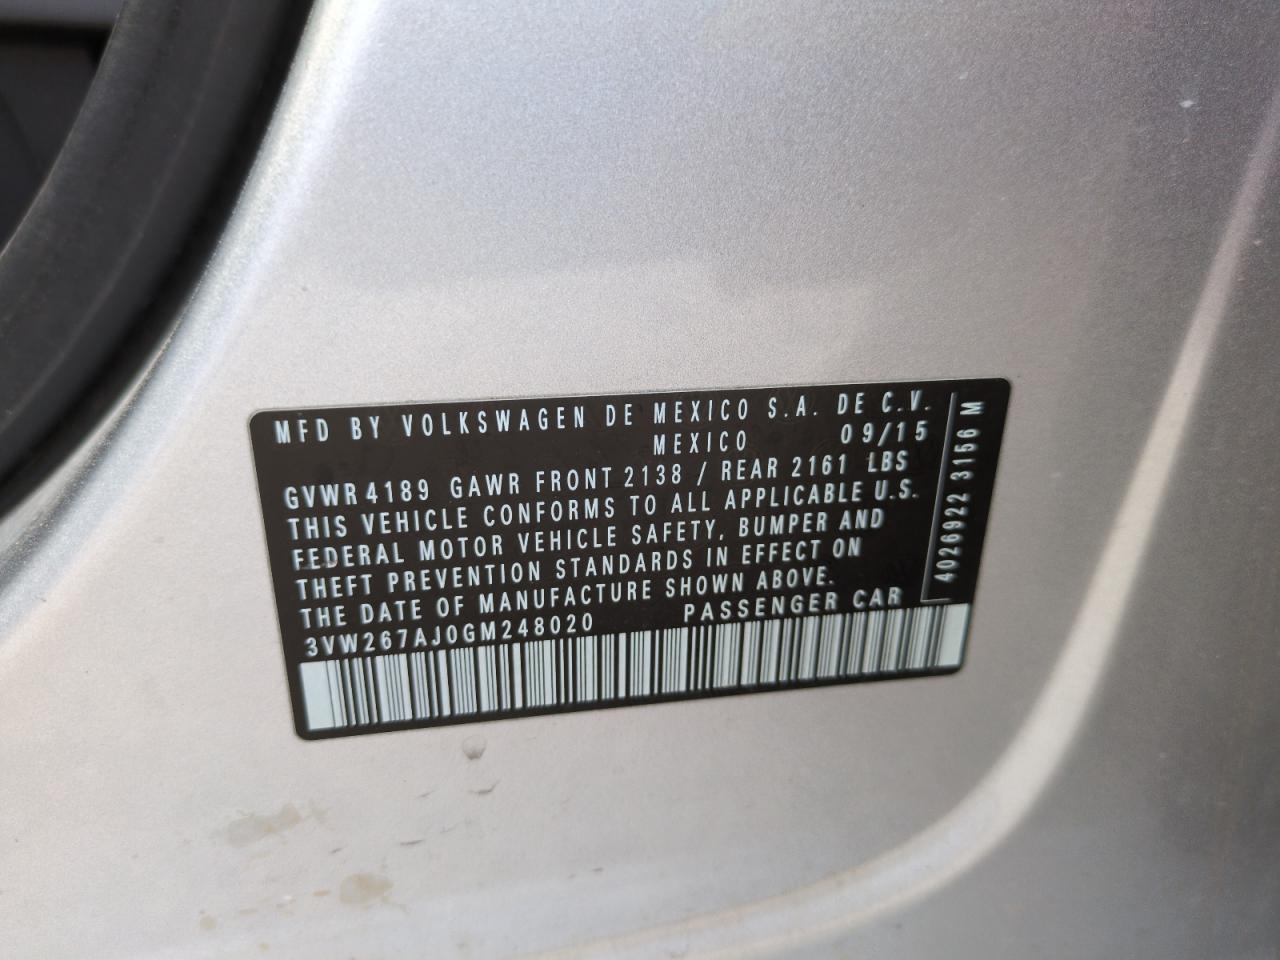 MFD BY VOLKSWAGEN DE MEXICO S.A. DE C.V.
MEXICO 09/15
GVWR 4189 GAWR FRONT 2138 / REAR 2161 LBS
THIS VEHICLE CONFORMS TO ALL APPLICABLE U.S.
FEDERAL MOTOR VEHICLE SAFETY, BUMPER AND
THEFT PREVENTION STANDARDS IN EFFECT ON
THE DATE OF MANUFACTURE SHOWN ABOVE.
3VW267AJ0GM248020 PASSENGER CAR
4026922 3156 M